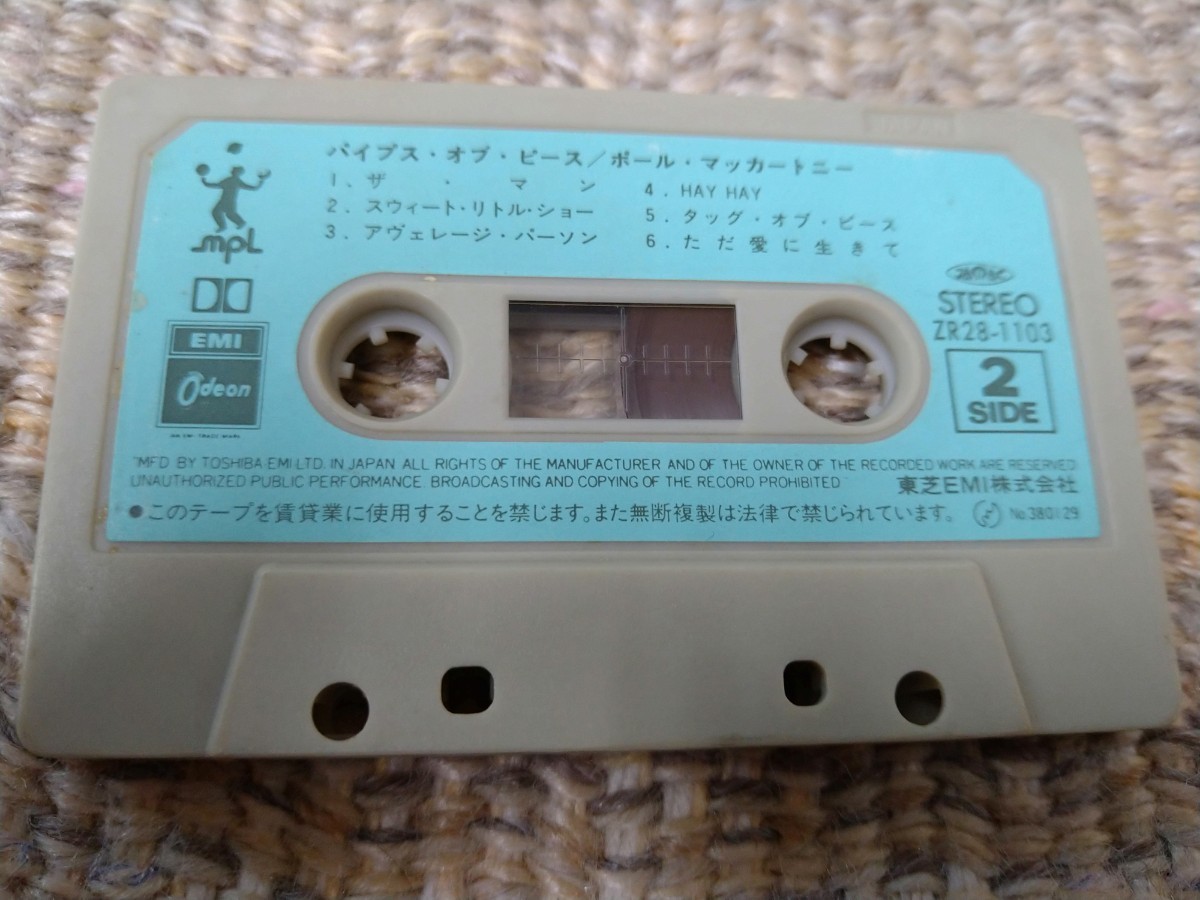 パイプス・オブ・ピース／ポール・マッカートニー
1. ザ・マン
2. スウィート・リトル・ショー
3. アヴェレージ・パーソン
4. HAY HAY
5. タッグ・オブ・ピース
6. ただ愛に生きて
mpL
EMI
Odeon
AN EMI TRADE MARK
STEREO
ZR28-1103
2
SIDE
"MFD BY TOSHIBA EMI LTD. IN JAPAN ALL RIGHTS OF THE MANUFACTURER AND OF THE OWNER OF THE RECORDED WORK ARE RESERVED
UNAUTHORIZED PUBLIC PERFORMANCE. BROADCASTING AND COPYING OF THE RECORD PROHIBITED"
東芝EMI株式会社
●このテープを賃貸業に使用することを禁じます。また無断複製は法律で禁じられています。
No.380129